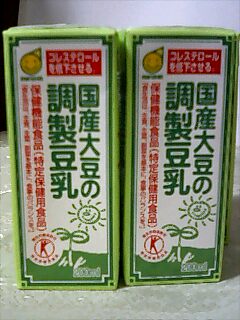 コレステロール
を低下させる
国産大豆の
調製豆乳
保健機能食品(特定保健用食品)
200ml
コレステロール
を低下させる
国産大豆の
調製豆乳
保健機能食品(特定保健用食品)
200ml